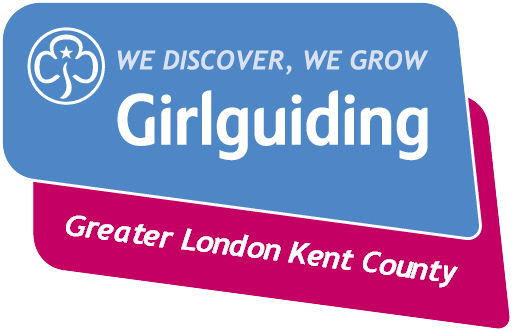 WE DISCOVER, WE GROW
Girlguiding
Greater London Kent County